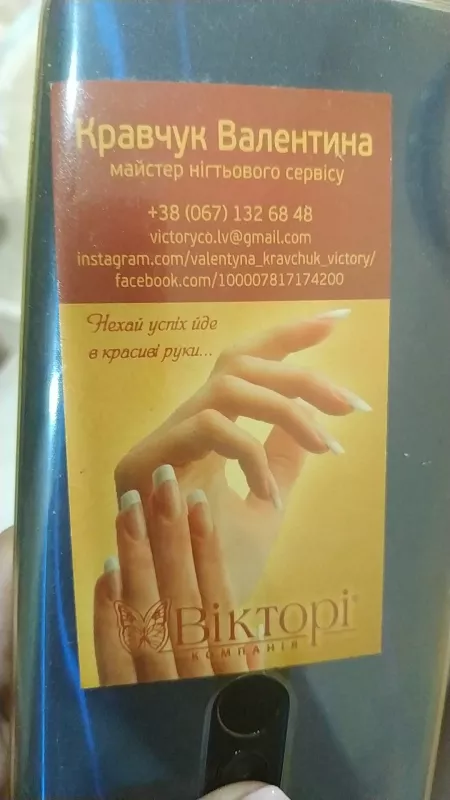 Кравчук Валентина
майстер нігтьового сервісу
+38 (067) 132 68 48
victoryco.lv@gmail.com
instagram.com/valentyna_kravchuk_victory/
facebook.com/100007817174200
Нехай успіх йде
в красиві руки...
Вікторі®
КОМПАНІЯ